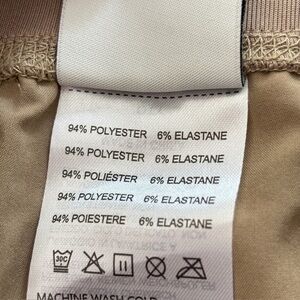 94% POLYESTER 6% ELASTANE
94% POLYESTER 6% ELASTANE
94% POLIÉSTER 6% ELASTANE
94% POLYESTER 6% ELASTANE
94% POIESTERE 6% ELASTANE
30C
MACHINE WASH COLD